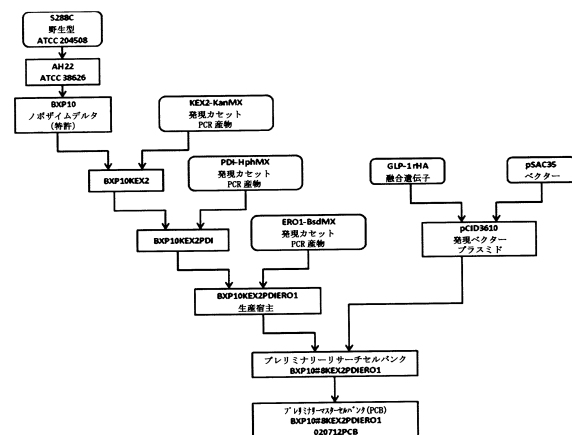 S288C
野生型
ATCC 204508
AH22
ATCC 38626
BXP10
ノボザイムデルタ
(特許)
KEX2-KanMX
発現カセット
PCR 産物
BXP10KEX2
PDI-HphMX
発現カセット
PCR 産物
BXP10KEX2PDI
ERO1-BsdMX
発現カセット
PCR 産物
BXP10KEX2PDIERO1
生産宿主
GLP-1 rHA
融合遺伝子
pSAC35
ベクター
pCID3610
発現ベクター
プラスミド
プレリミナリーリサーチセルバンク
BXP10#8KEX2PDIERO1
プレリミナリーマスターセルバンク(PCB)
BXP10#8KEX2PDIERO1
020712PCB